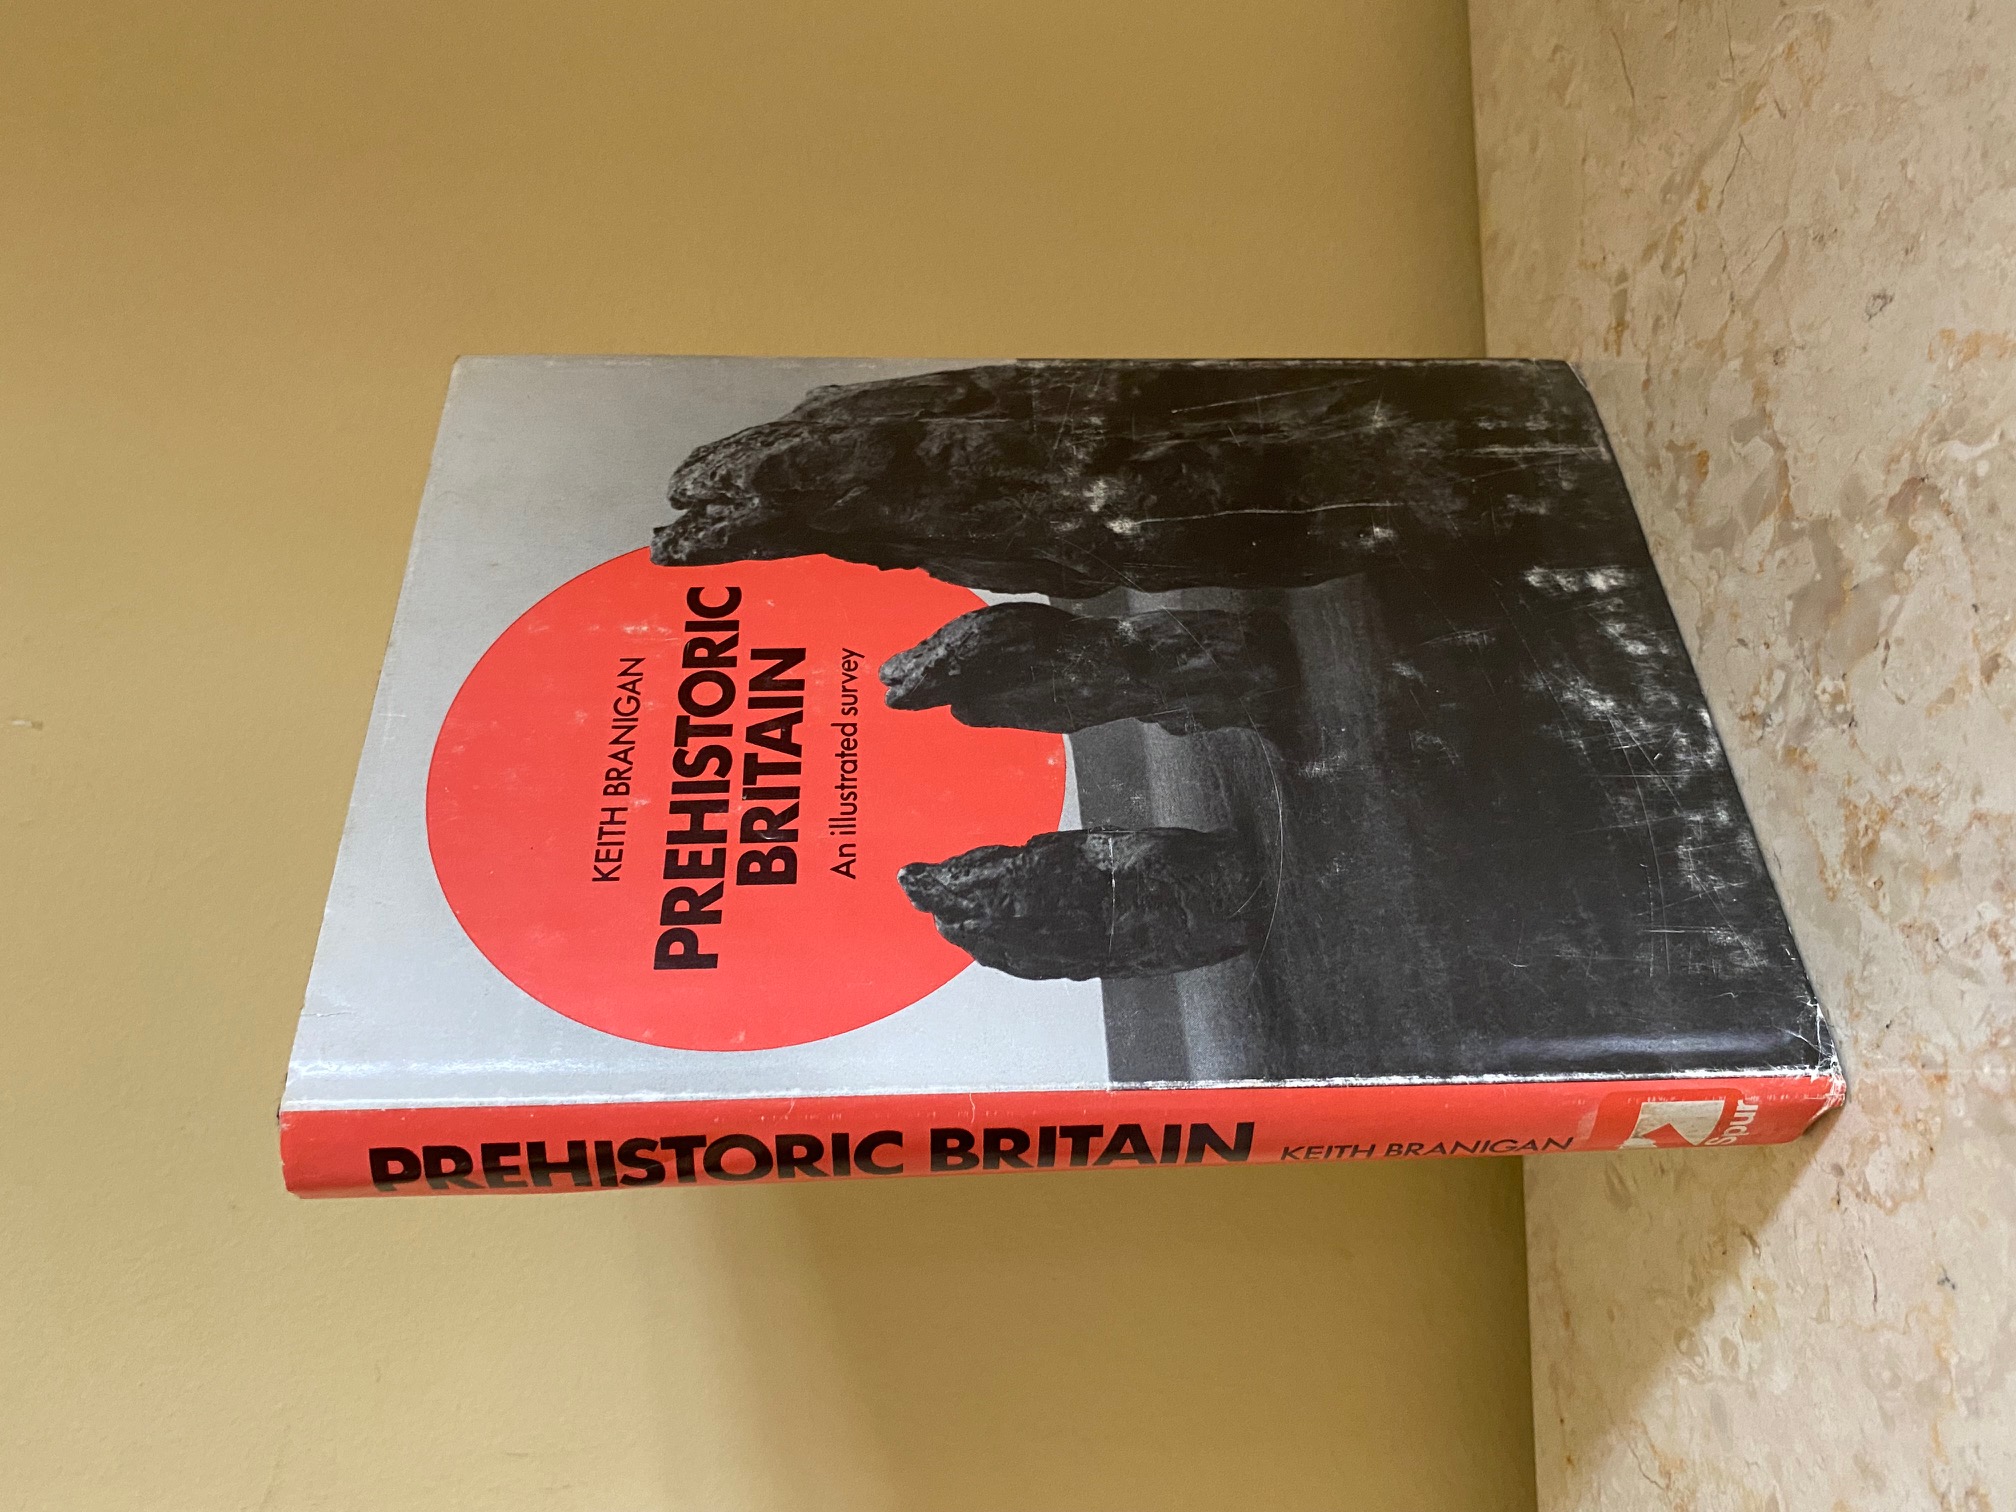 KEITH BRANIGAN
PREHISTORIC
BRITAIN
An illustrated survey
PREHISTORIC BRITAIN
KEITH BRANIGAN
Spur